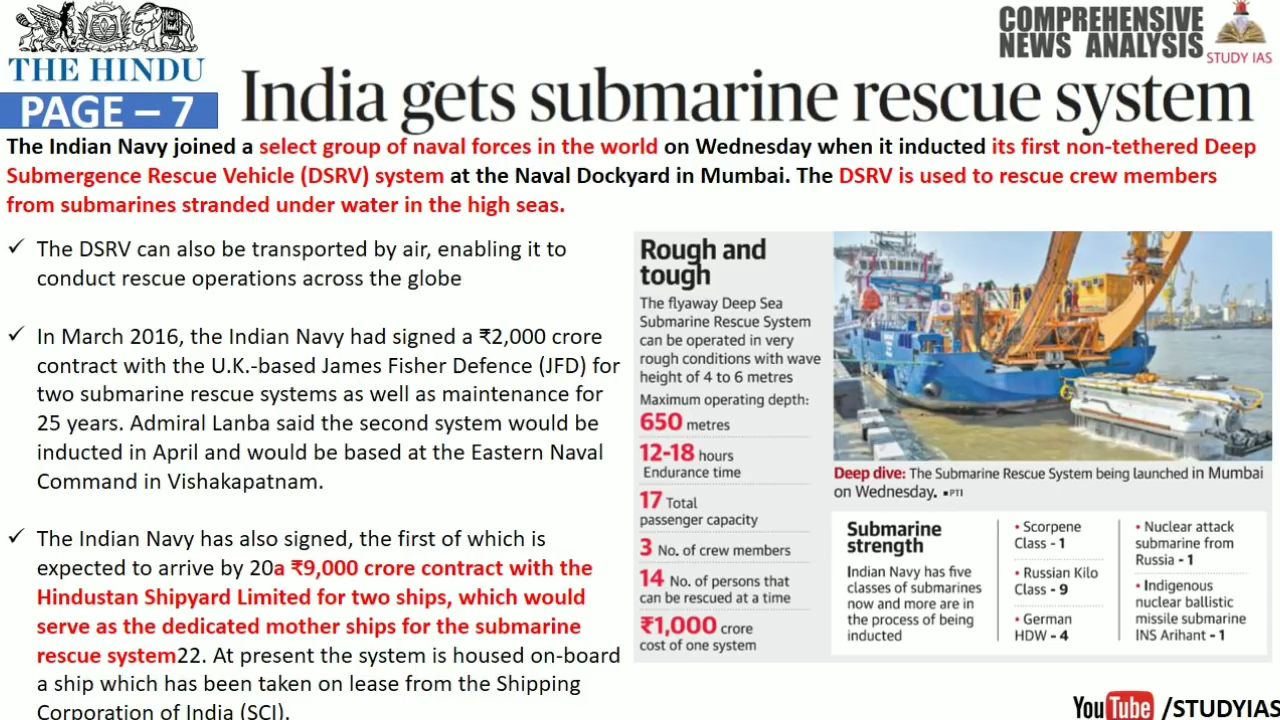 THE HINDU
PAGE – 7
COMPREHENSIVE
NEWS ANALYSIS
STUDY IAS
India gets submarine rescue system
The Indian Navy joined a select group of naval forces in the world on Wednesday when it inducted its first non-tethered Deep
Submergence Rescue Vehicle (DSRV) system at the Naval Dockyard in Mumbai. The DSRV is used to rescue crew members
from submarines stranded under water in the high seas.
✓ The DSRV can also be transported by air, enabling it to
conduct rescue operations across the globe
✓ In March 2016, the Indian Navy had signed a ₹2,000 crore
contract with the U.K.-based James Fisher Defence (JFD) for
two submarine rescue systems as well as maintenance for
25 years. Admiral Lanba said the second system would be
inducted in April and would be based at the Eastern Naval
Command in Vishakapatnam.
✓ The Indian Navy has also signed, the first of which is
expected to arrive by 20a ₹9,000 crore contract with the
Hindustan Shipyard Limited for two ships, which would
serve as the dedicated mother ships for the submarine
rescue system22. At present the system is housed on-board
a ship which has been taken on lease from the Shipping
Corporation of India (SCI).
Rough and
tough
The flyaway Deep Sea
Submarine Rescue System
can be operated in very
rough conditions with wave
height of 4 to 6 metres
Maximum operating depth:
650 metres
12-18 hours
Endurance time
17 Total
passenger capacity
3 No. of crew members
14 No. of persons that
can be rescued at a time
₹1,000 crore
cost of one system
Deep dive: The Submarine Rescue System being launched in Mumbai
on Wednesday. ▪PTI
Submarine
strength
Indian Navy has five
classes of submarines
now and more are in
the process of being
inducted
• Scorpene
Class - 1
• Russian Kilo
Class - 9
• German
HDW - 4
• Nuclear attack
submarine from
Russia - 1
• Indigenous
nuclear ballistic
missile submarine
INS Arihant - 1
YouTube /STUDYIAS